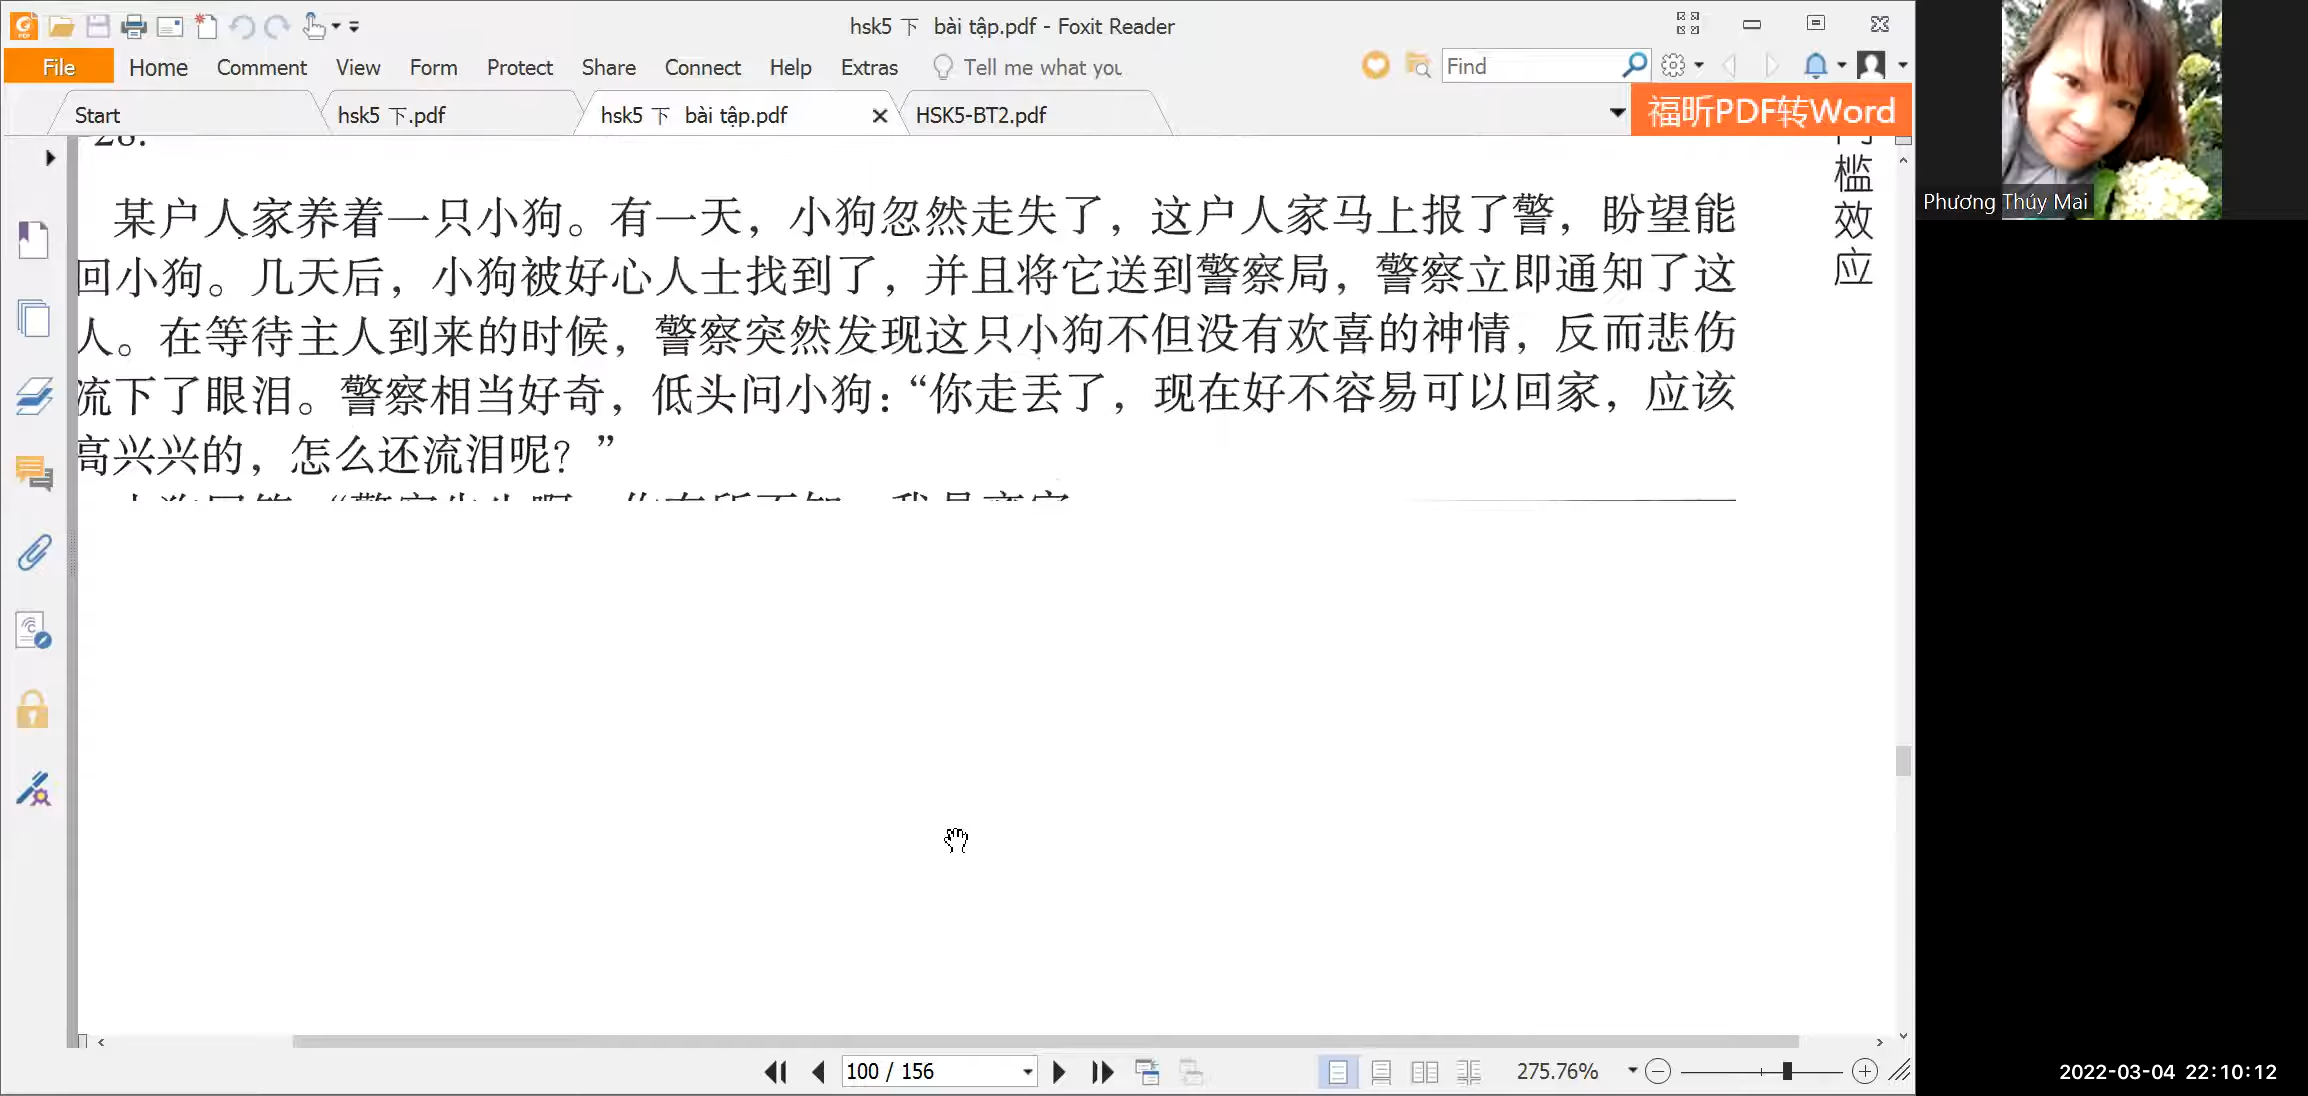 hsk5 下 bài tập.pdf - Foxit Reader
File Home Comment View Form Protect Share Connect Help Extras Tell me what you Find
Start hsk5 下.pdf hsk5 下 bài tập.pdf HSK5-BT2.pdf 福昕PDF转Word
槛效应
某户人家养着一只小狗。有一天，小狗忽然走失了，这户人家马上报了警，盼望能
回小狗。几天后，小狗被好心人士找到了，并且将它送到警察局，警察立即通知了这
人。在等待主人到来的时候，警察突然发现这只小狗不但没有欢喜的神情，反而悲伤
流下了眼泪。警察相当好奇，低头问小狗：“你走丢了，现在好不容易可以回家，应该
高兴兴的，怎么还流泪呢？”
100 / 156
275.76%
Phương Thúy Mai
2022-03-04 22:10:12